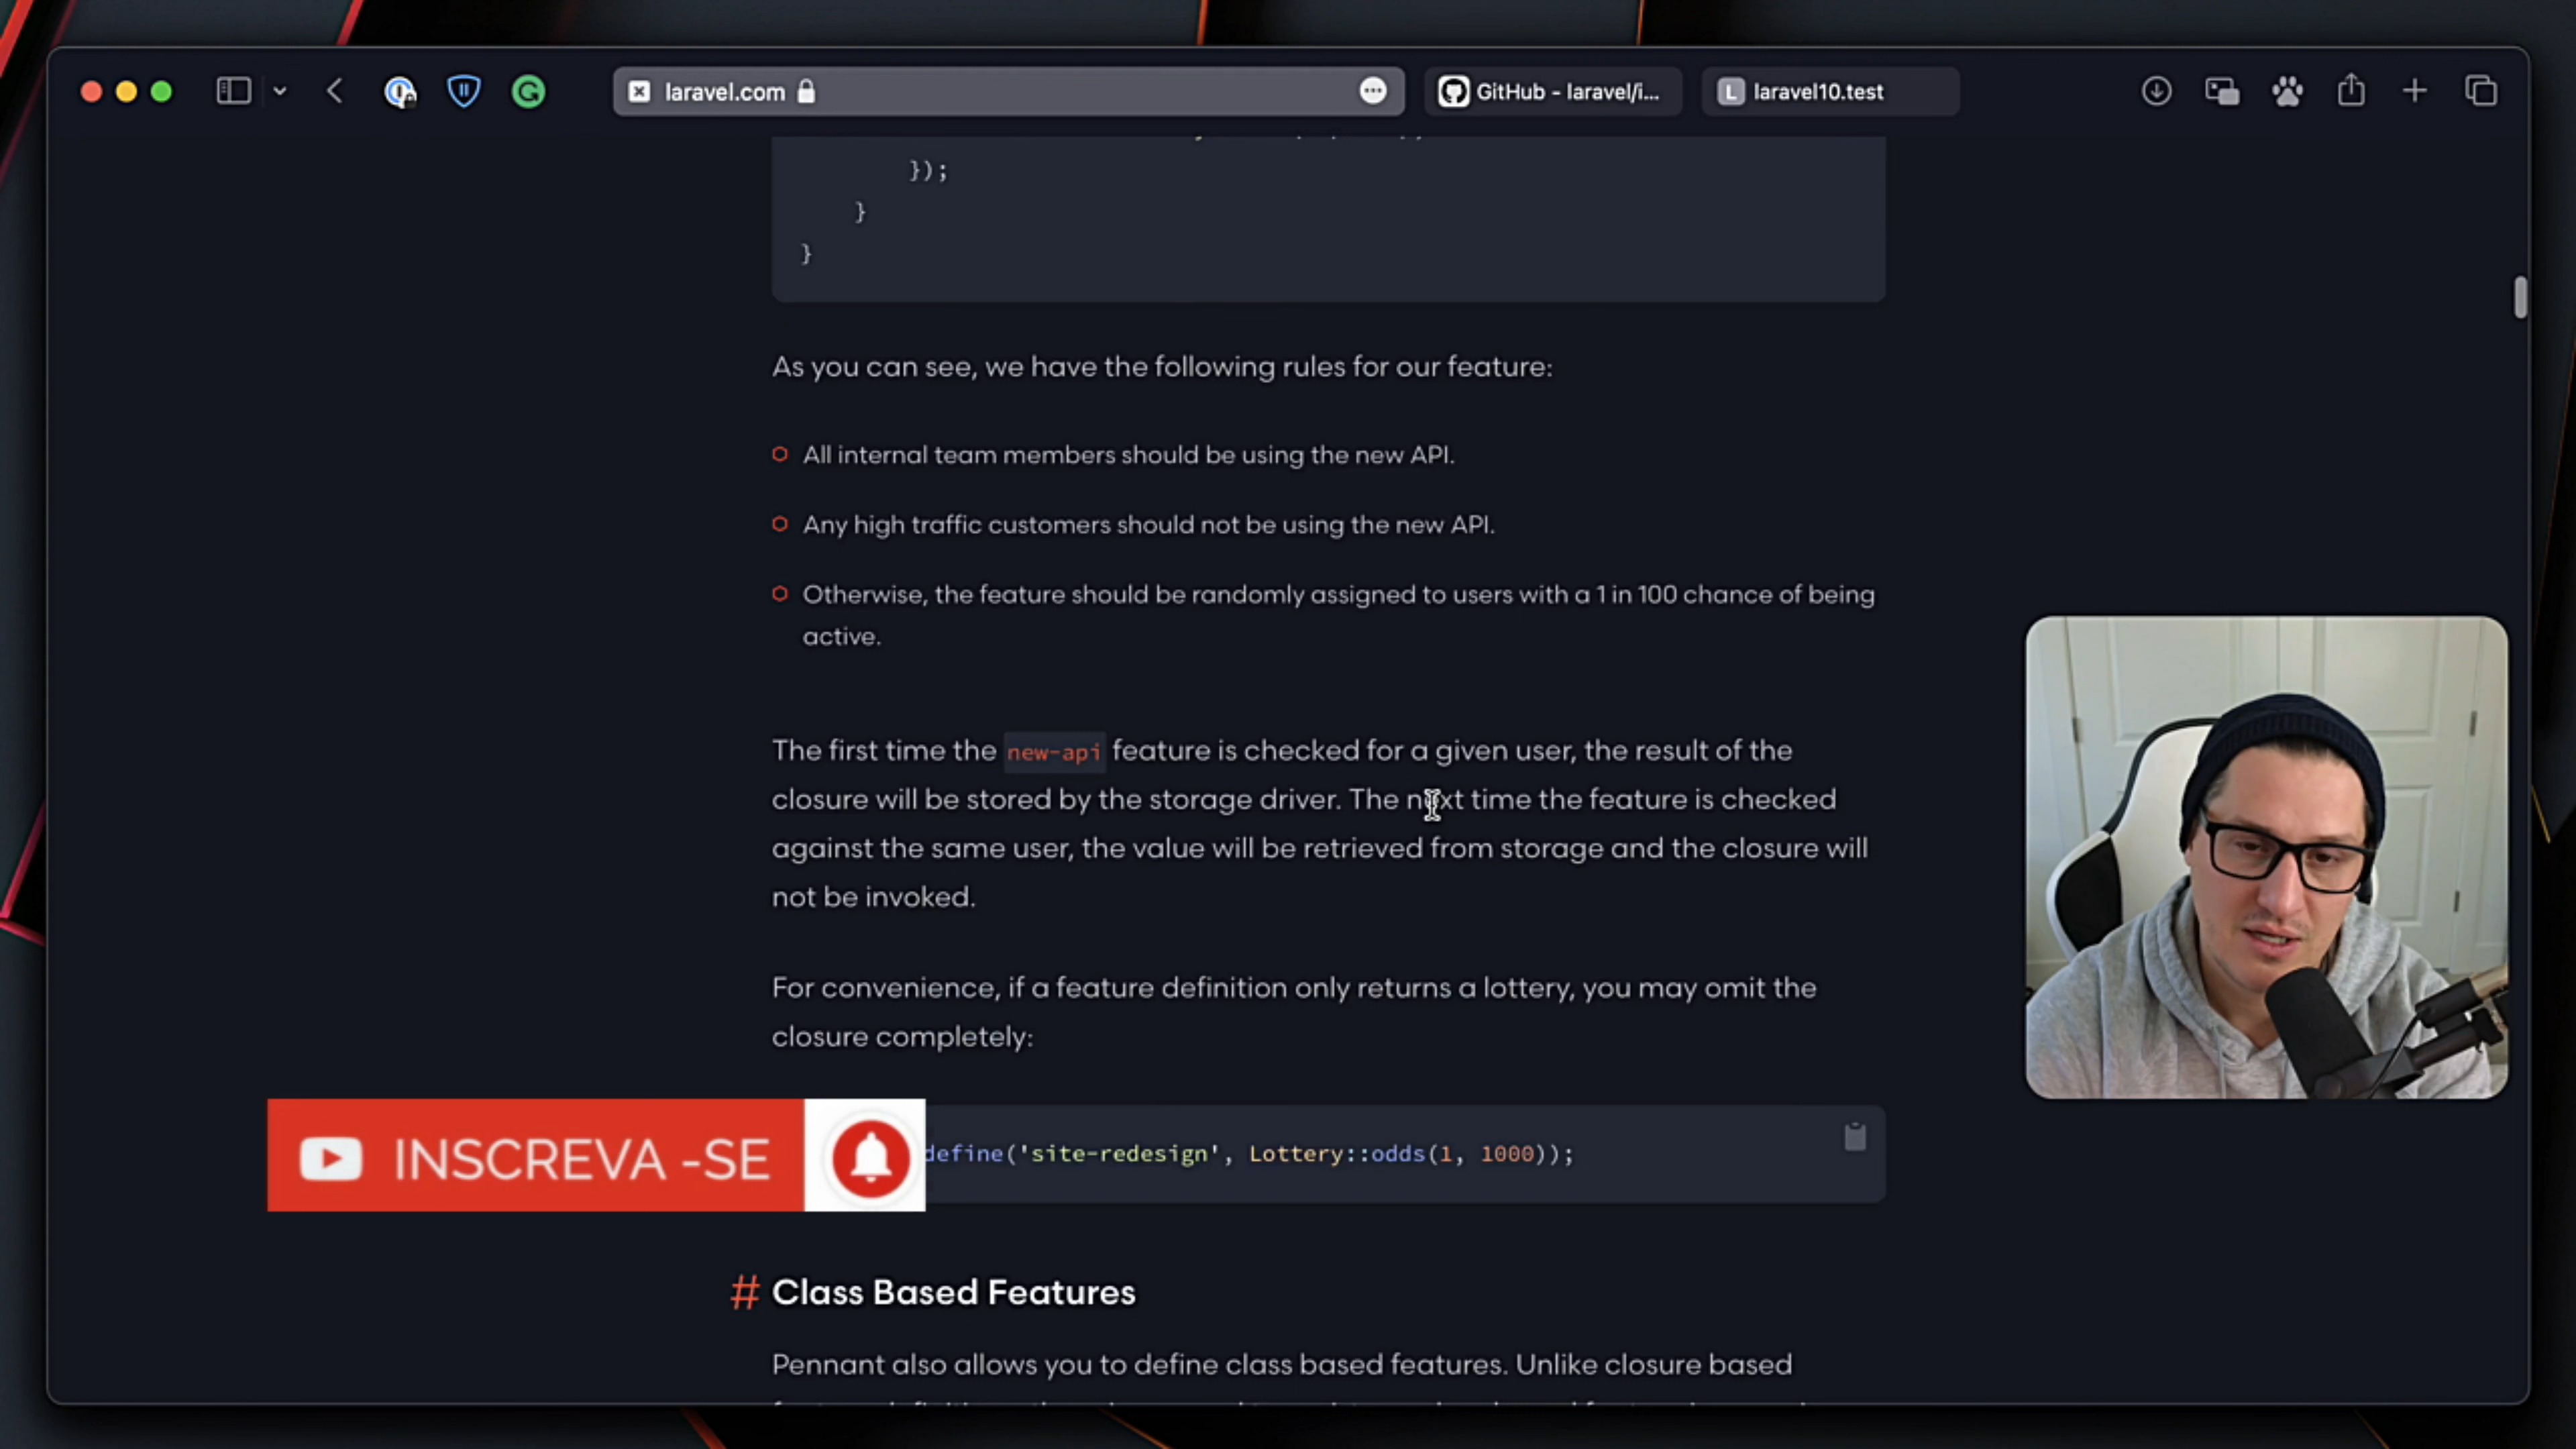 laravel.com
GitHub - laravel/i...
L laravel10.test
});
}
}
As you can see, we have the following rules for our feature:
All internal team members should be using the new API.
Any high traffic customers should not be using the new API.
Otherwise, the feature should be randomly assigned to users with a 1 in 100 chance of being
active.
The first time the new-api feature is checked for a given user, the result of the
closure will be stored by the storage driver. The next time the feature is checked
against the same user, the value will be retrieved from storage and the closure will
not be invoked.
For convenience, if a feature definition only returns a lottery, you may omit the
closure completely:
INSCREVA -SE
define('site-redesign', Lottery::odds(1, 1000));
# Class Based Features
Pennant also allows you to define class based features. Unlike closure based